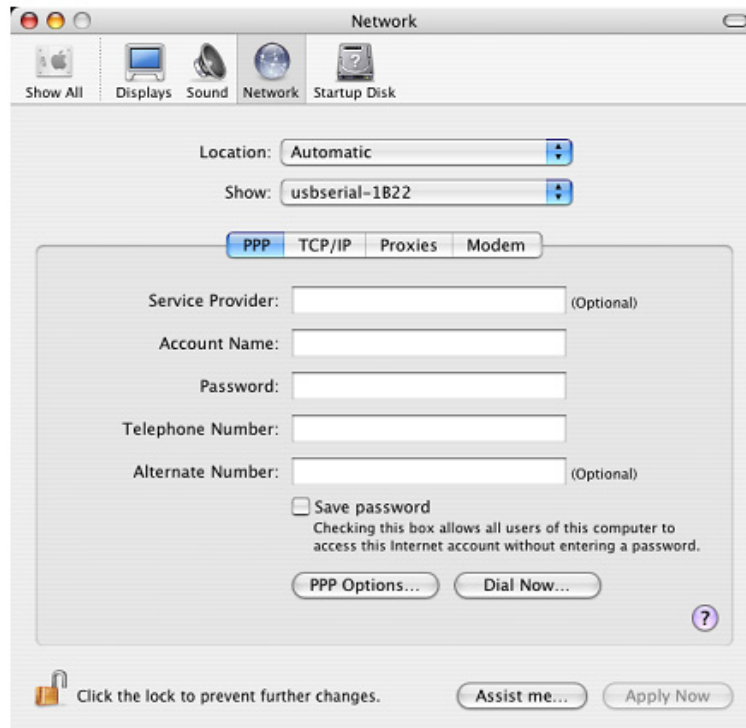 Network
Show All Displays Sound Network Startup Disk
Location: Automatic
Show: usbserial-1B22
PPP TCP/IP Proxies Modem
Service Provider: (Optional)
Account Name:
Password:
Telephone Number:
Alternate Number: (Optional)
Save password
Checking this box allows all users of this computer to
access this Internet account without entering a password.
PPP Options... Dial Now...
?
Click the lock to prevent further changes. Assist me... Apply Now